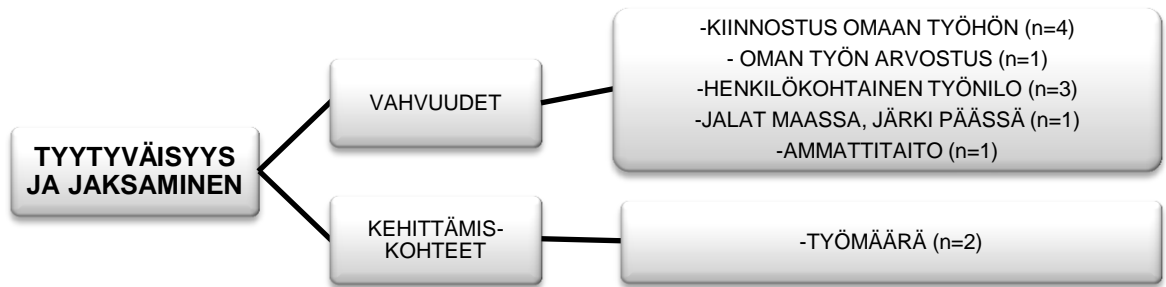 TYYTYVÄISYYS
JA JAKSAMINEN
VAHVUUDET
-KIINNOSTUS OMAAN TYÖHÖN (n=4)
- OMAN TYÖN ARVOSTUS (n=1)
-HENKILÖKOHTAINEN TYÖNILO (n=3)
-JALAT MAASSA, JÄRKI PÄÄSSÄ (n=1)
-AMMATTITAITO (n=1)
KEHITTÄMIS-
KOHTEET
-TYÖMÄÄRÄ (n=2)